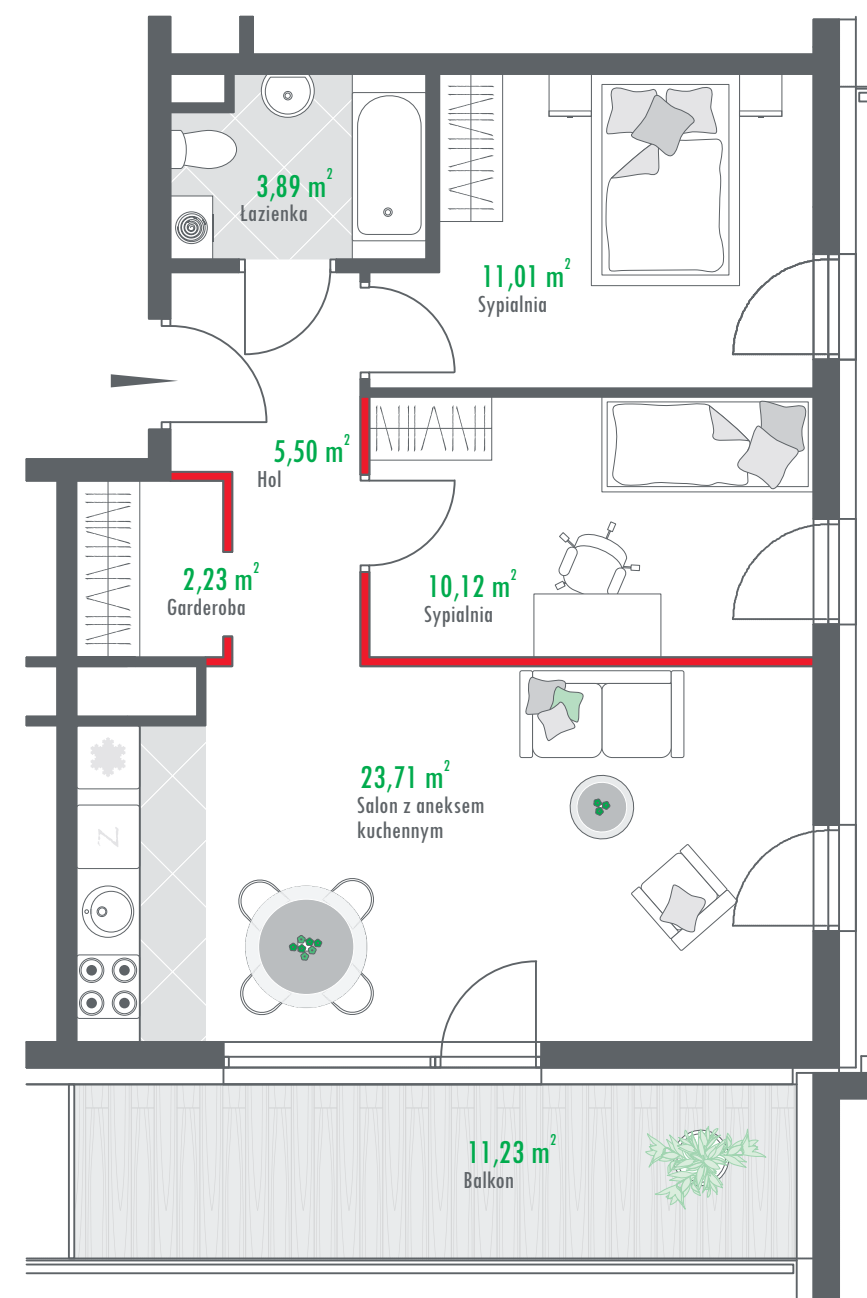 3,89 m²
Łazienka
11,01 m²
Sypialnia
5,50 m²
Hol
2,23 m²
Garderoba
10,12 m²
Sypialnia
23,71 m²
Salon z aneksem
kuchennym
Z
11,23 m²
Balkon